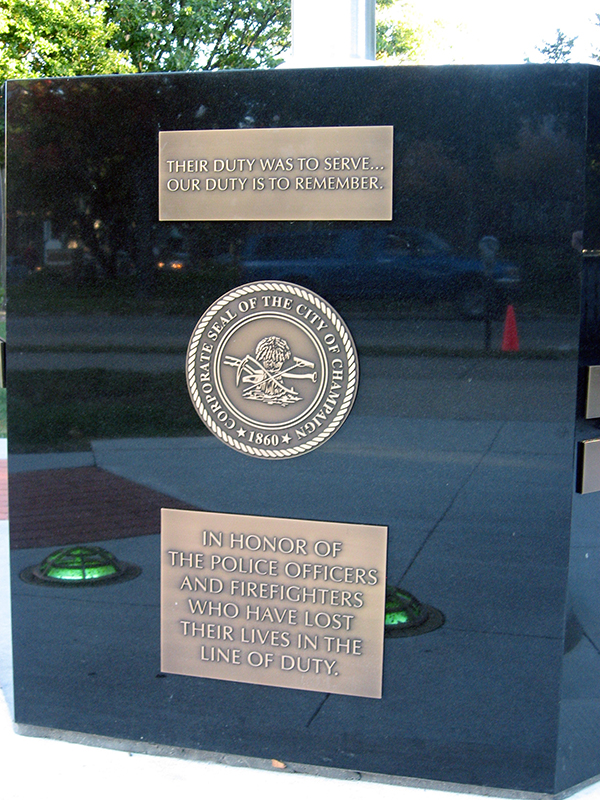 THEIR DUTY WAS TO SERVE...
OUR DUTY IS TO REMEMBER.
CORPORATE SEAL OF THE CITY OF CHAMPAIGN
★ 1860 ★
IN HONOR OF
THE POLICE OFFICERS
AND FIREFIGHTERS
WHO HAVE LOST
THEIR LIVES IN THE
LINE OF DUTY.